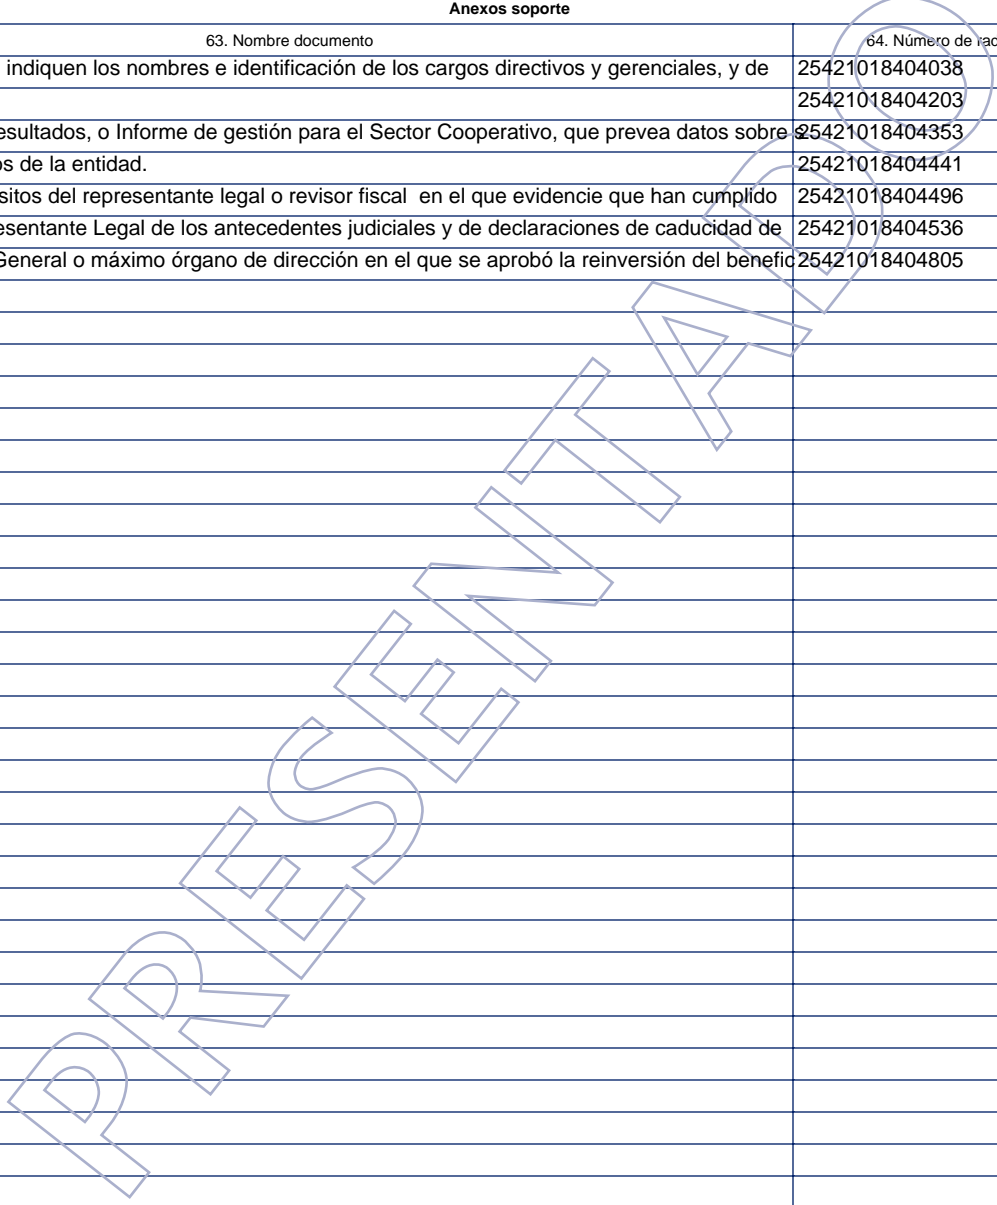 Anexos soporte
63. Nombre documento 64. Número de rad
indiquen los nombres e identificación de los cargos directivos y gerenciales, y de 25421018404038
25421018404203
esultados, o Informe de gestión para el Sector Cooperativo, que prevea datos sobre s 25421018404353
os de la entidad. 25421018404441
sitos del representante legal o revisor fiscal en el que evidencie que han cumplido 25421018404496
esentante Legal de los antecedentes judiciales y de declaraciones de caducidad de 25421018404536
General o máximo órgano de dirección en el que se aprobó la reinversión del benefic 25421018404805
PRESENTADO